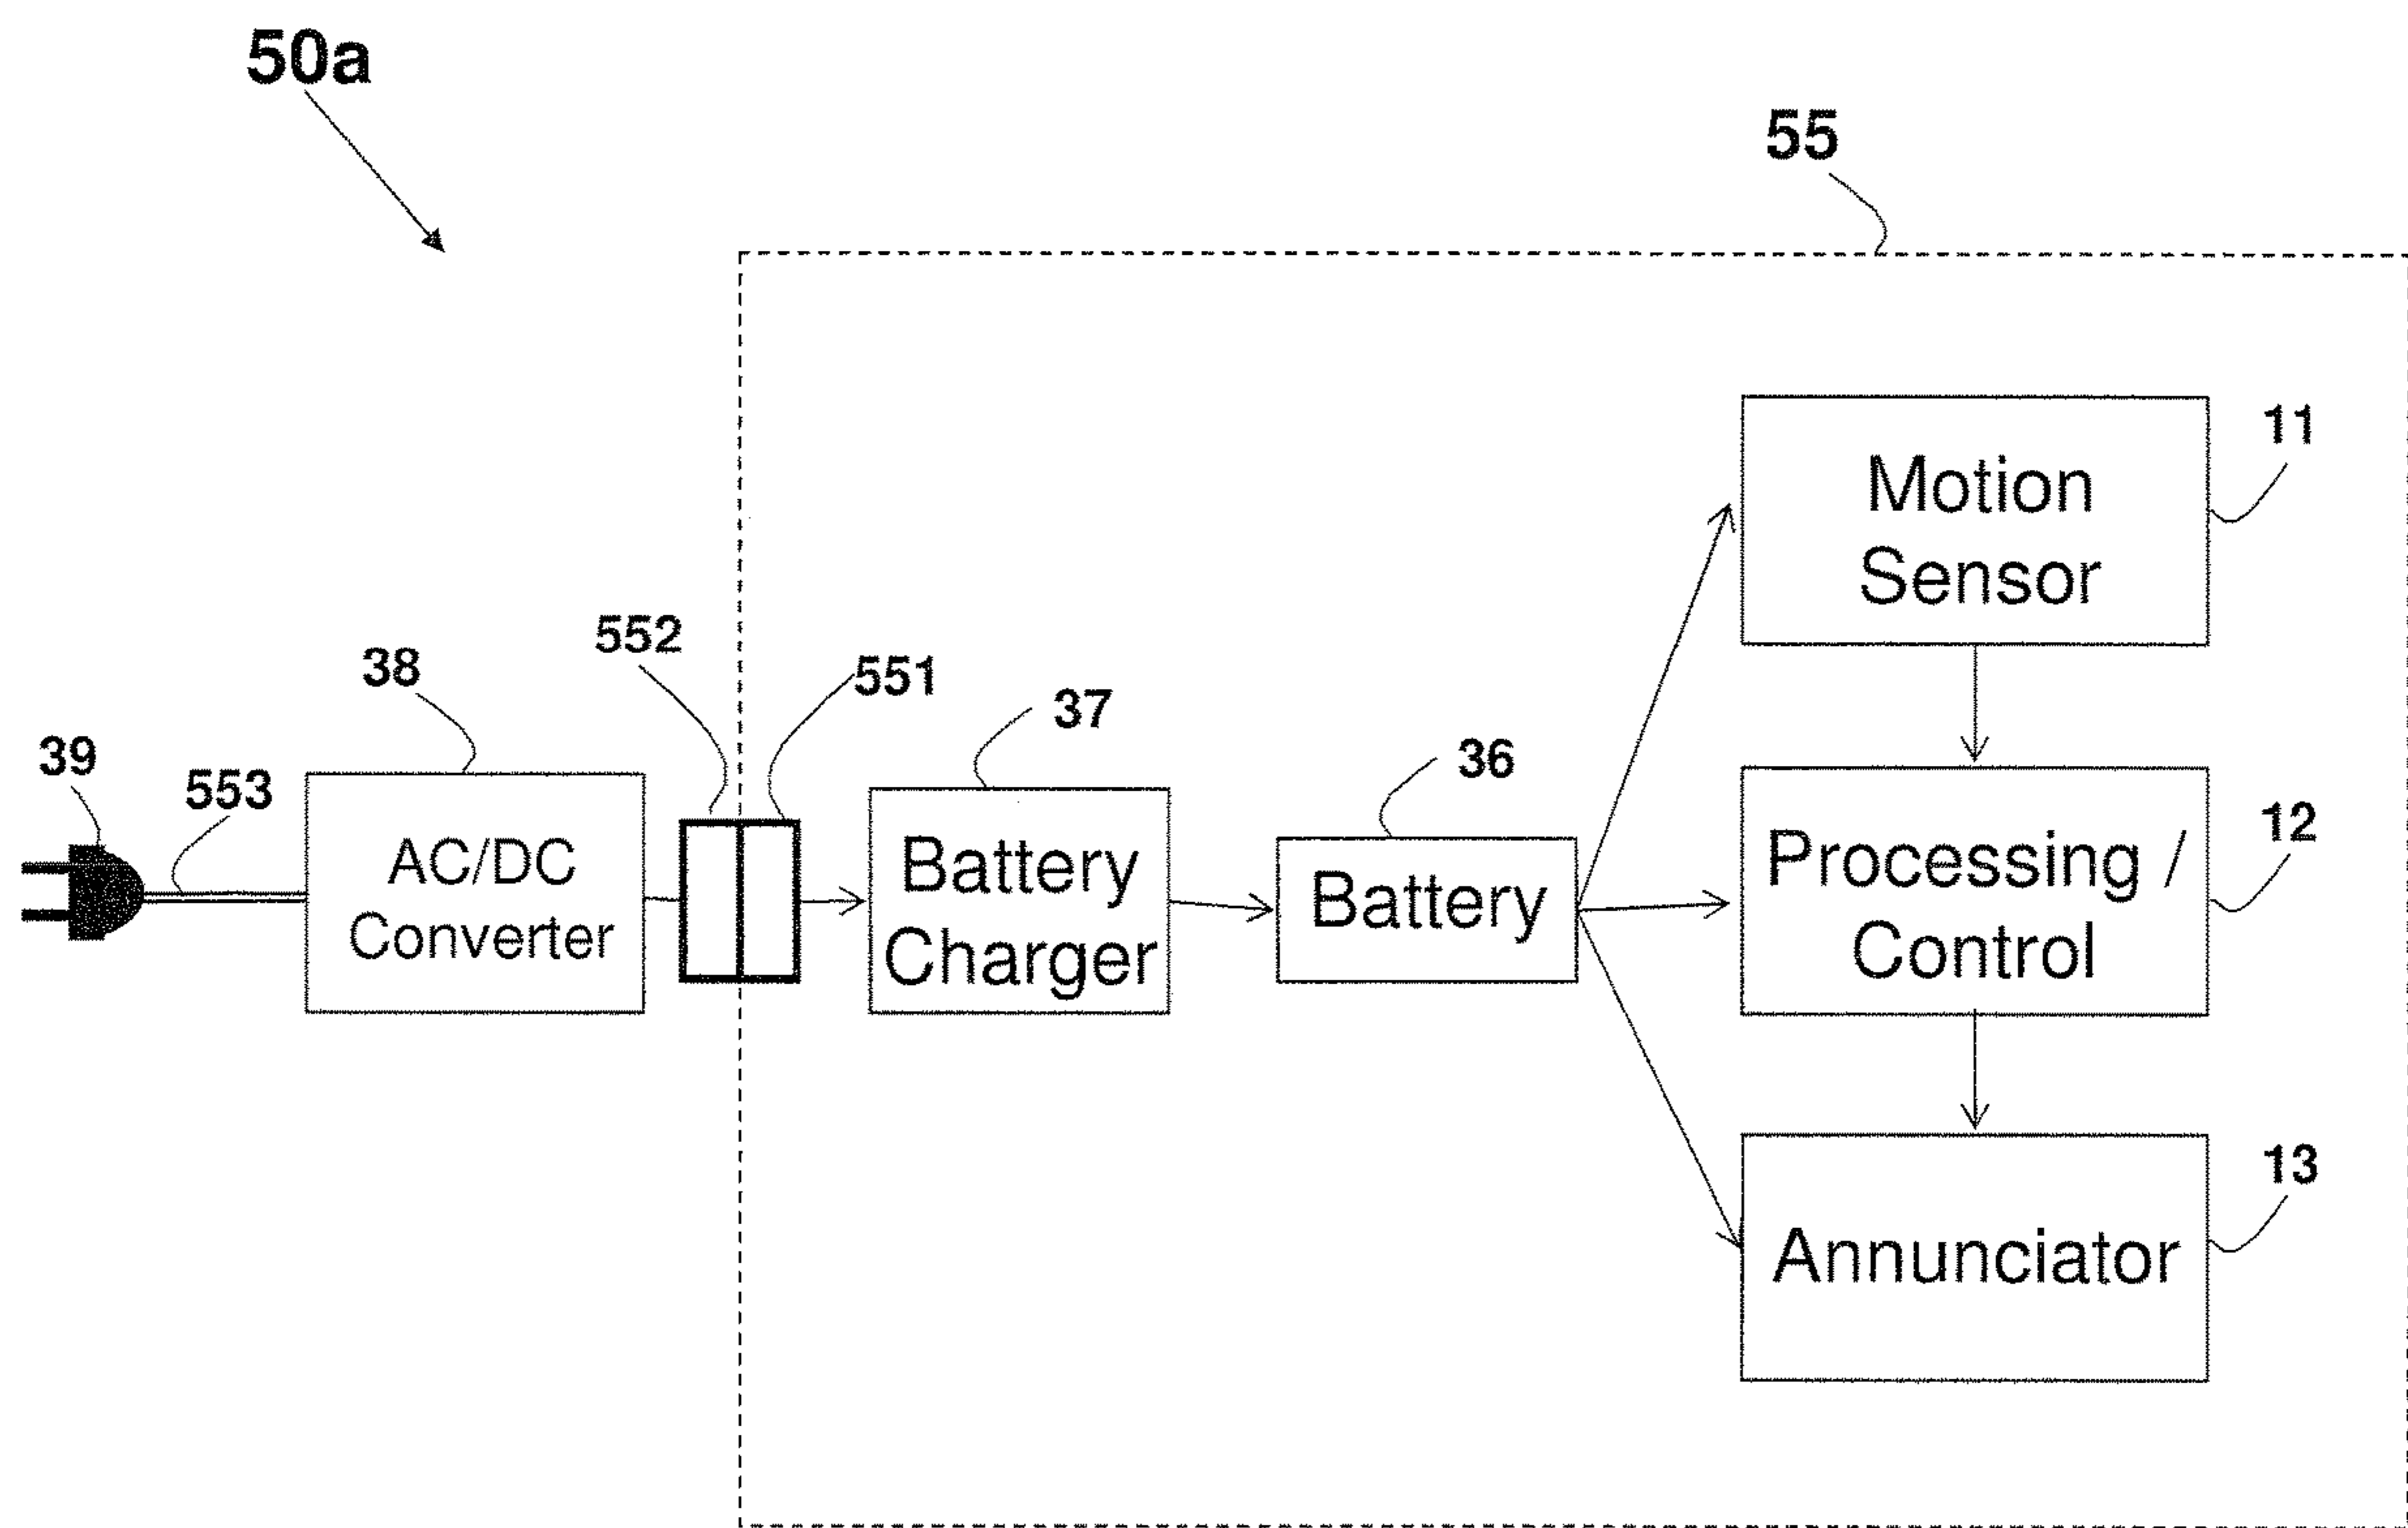 50a
55
11
Motion
Sensor
552
551
38
37
39
553
36
AC/DC
Converter
Battery
Charger
Battery
Processing /
Control
12
13
Annunciator